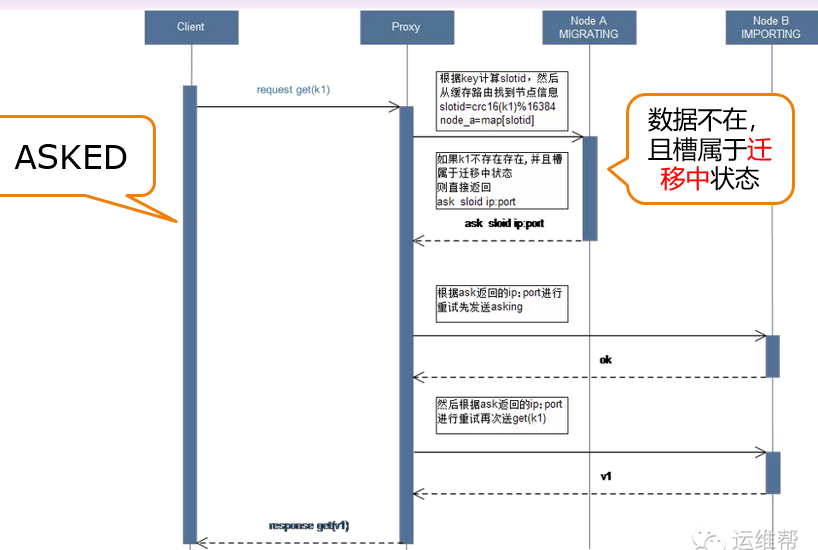 Client
Proxy
Node A
MIGRATING
Node B
IMPORTING
request get(k1)
根据key计算slotid，然后
从缓存路由找到节点信息
slotid=crc16(k1)%16384
node_a=map[slotid]
ASKED
数据不在，
且槽属于迁
移中状态
如果k1不存在存在,并且槽
属于迁移中状态
则直接返回
ask sloid ip:port
ask sloid ip:port
根据ask返回的ip:port进行
重试先发送asking
ok
然后根据ask返回的ip:port
进行重试再次送get(k1)
v1
response get(v1)
运维帮